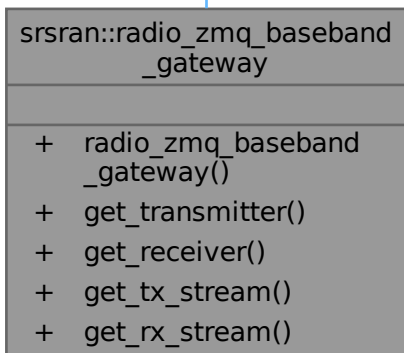 srsran::radio_zmq_baseband
_gateway
+ radio_zmq_baseband
_gateway()
+ get_transmitter()
+ get_receiver()
+ get_tx_stream()
+ get_rx_stream()